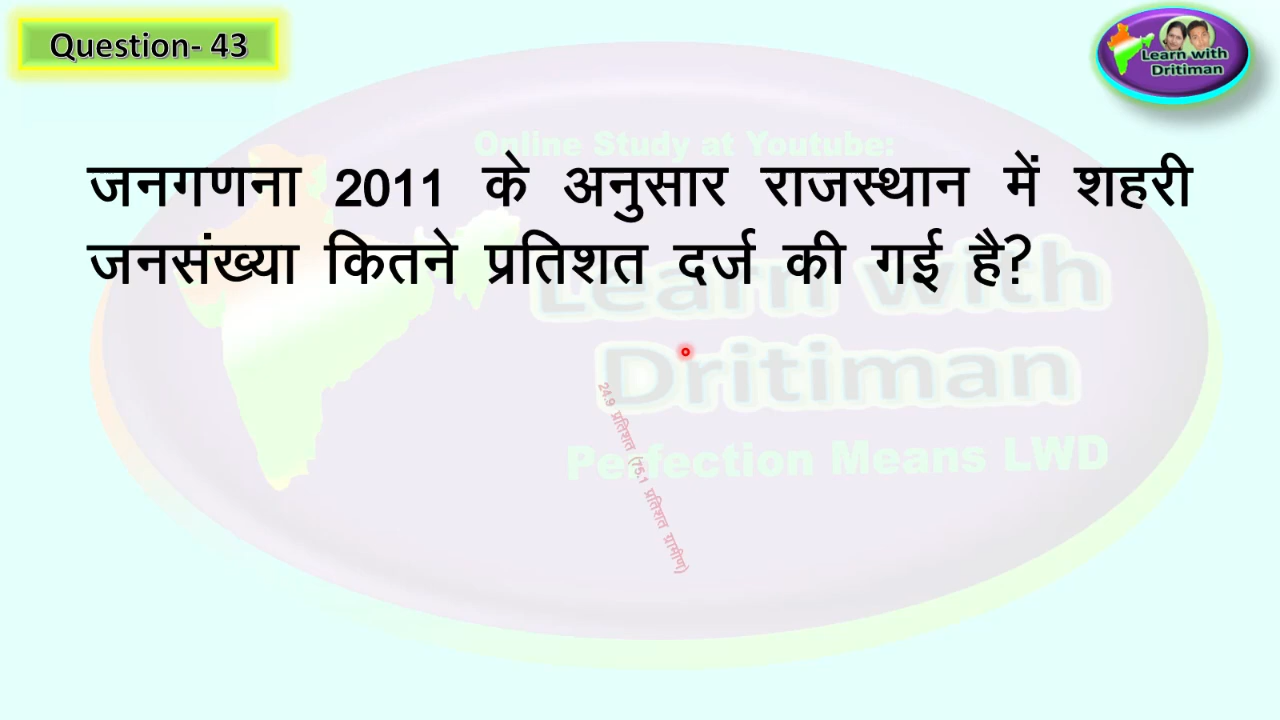 Question- 43
Learn with
Dritiman
Online Study at Youtube:
जनगणना 2011 के अनुसार राजस्थान में शहरी
जनसंख्या कितने प्रतिशत दर्ज की गई है?
Learn with
Dritiman
24.9 प्रतिशत (75.1 प्रतिशत ग्रामीण)
Perfection Means LWD